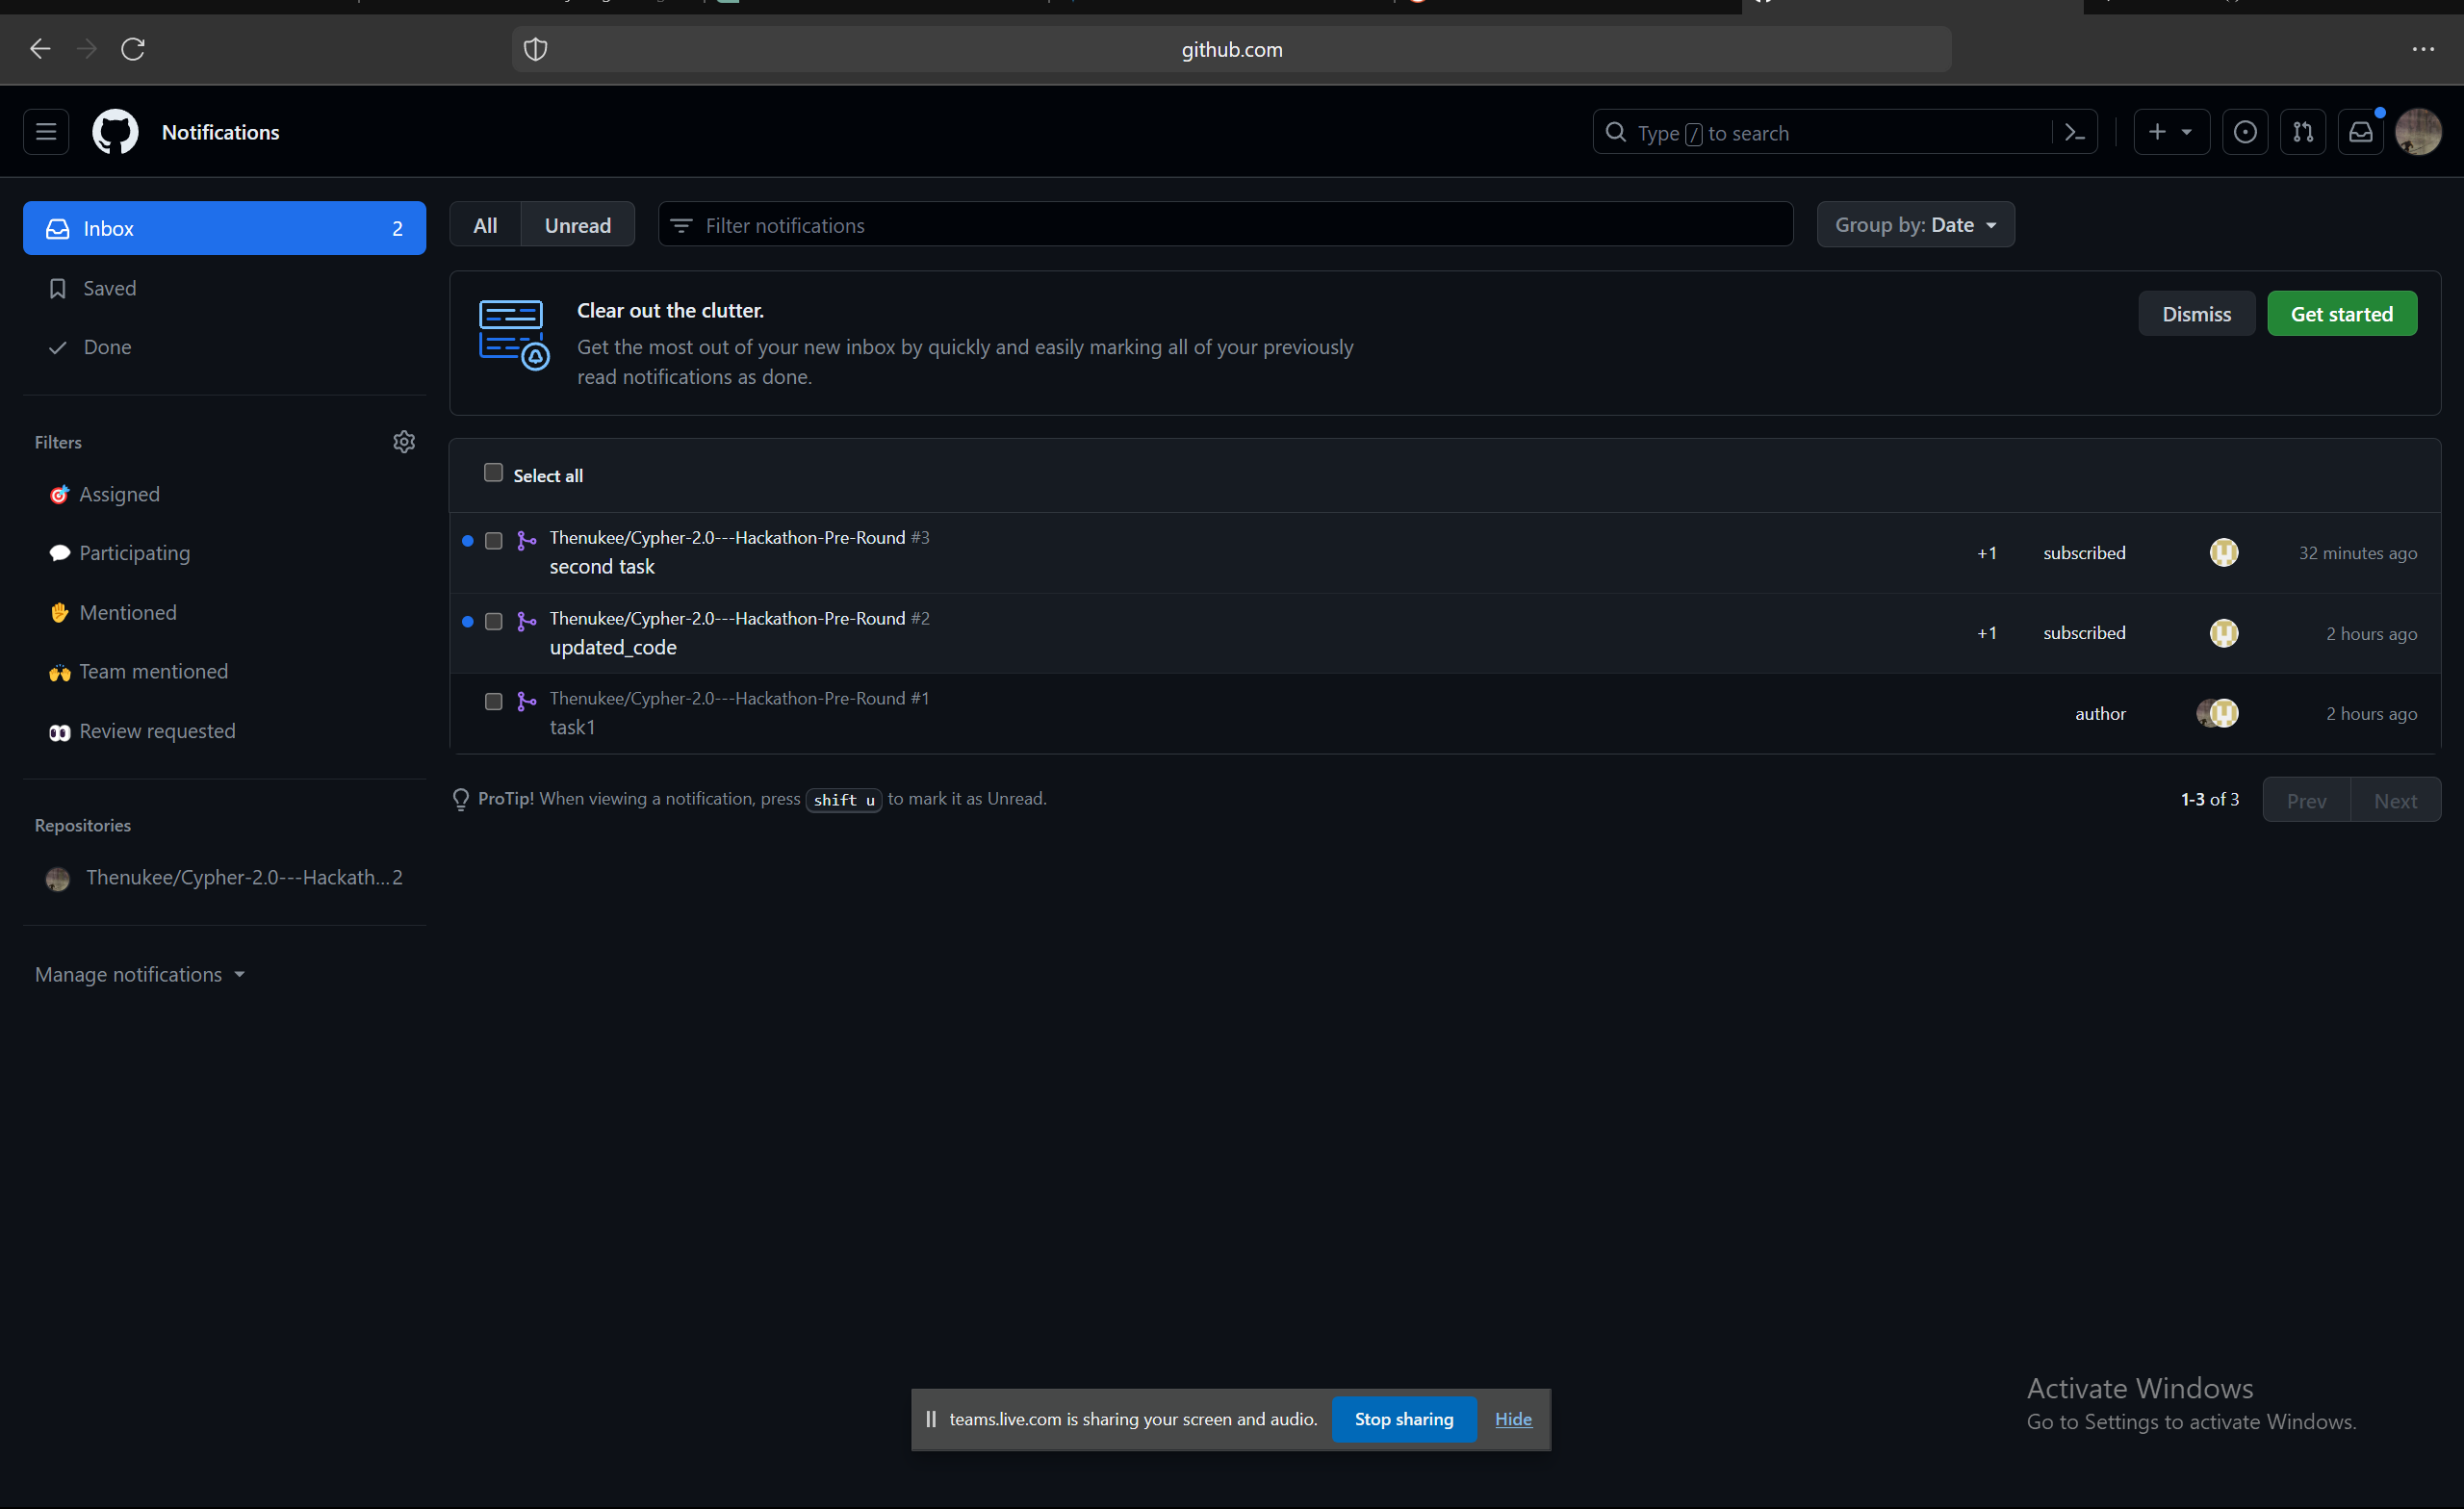 github.com
Notifications
Type / to search
Inbox 2
All Unread
Filter notifications
Group by: Date
Saved
Done
Clear out the clutter.
Get the most out of your new inbox by quickly and easily marking all of your previously
read notifications as done.
Dismiss Get started
Filters
Assigned
Participating
Mentioned
Team mentioned
Review requested
Select all
Thenukee/Cypher-2.0---Hackathon-Pre-Round #3
second task
+1 subscribed 32 minutes ago
Thenukee/Cypher-2.0---Hackathon-Pre-Round #2
updated_code
+1 subscribed 2 hours ago
Thenukee/Cypher-2.0---Hackathon-Pre-Round #1
task1
author 2 hours ago
ProTip! When viewing a notification, press shift u to mark it as Unread.
1-3 of 3 Prev Next
Repositories
Thenukee/Cypher-2.0---Hackath... 2
Manage notifications
teams.live.com is sharing your screen and audio. Stop sharing Hide
Activate Windows
Go to Settings to activate Windows.